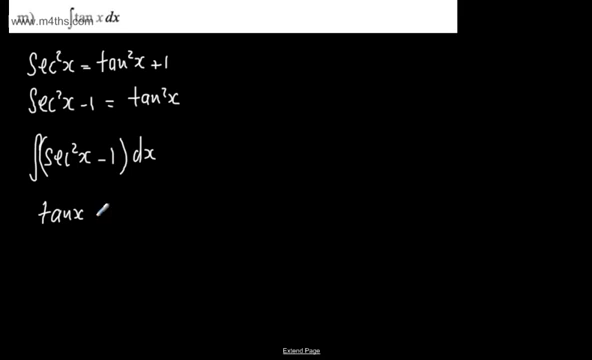 m) ∫tan x dx
www.m4ths.com
Sec²x = tan²x + 1
Sec²x - 1 = tan²x
∫(Sec²x - 1) dx
tanx
Extend Page